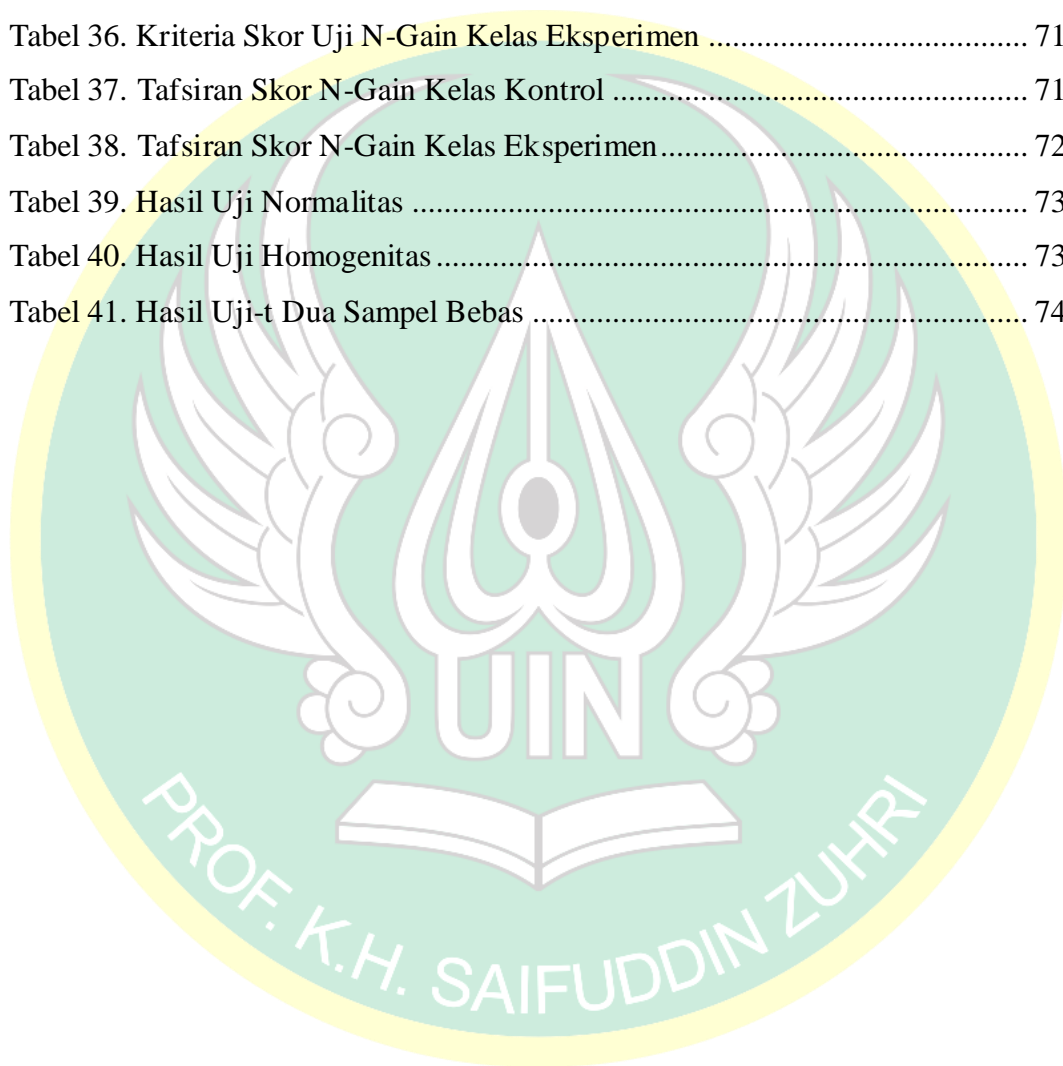 Tabel 36. Kriteria Skor Uji N-Gain Kelas Eksperimen ........................................ 71
Tabel 37. Tafsiran Skor N-Gain Kelas Kontrol .................................................... 71
Tabel 38. Tafsiran Skor N-Gain Kelas Eksperimen.............................................. 72
Tabel 39. Hasil Uji Normalitas ............................................................................. 73
Tabel 40. Hasil Uji Homogenitas.......................................................................... 73
Tabel 41. Hasil Uji-t Dua Sampel Bebas .............................................................. 74
UIN
PROF. K.H. SAIFUDDIN ZUHRI